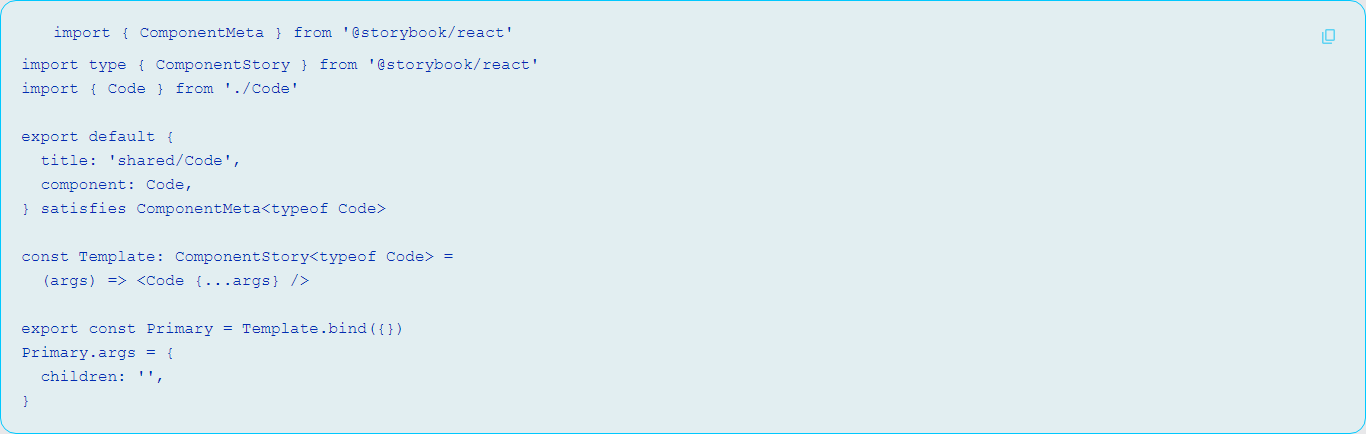 import { ComponentMeta } from '@storybook/react'
import type { ComponentStory } from '@storybook/react'
import { Code } from './Code'

export default {
  title: 'shared/Code',
  component: Code,
} satisfies ComponentMeta<typeof Code>

const Template: ComponentStory<typeof Code> =
  (args) => <Code {...args} />

export const Primary = Template.bind({})
Primary.args = {
  children: '',
}